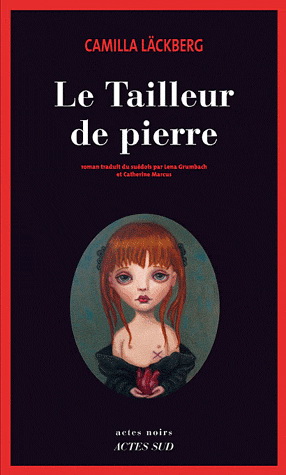 CAMILLA LÄCKBERG
Le Tailleur
de pierre
roman traduit du suédois par Lena Grumbach
et Catherine Marcus
actes noirs
ACTES SUD